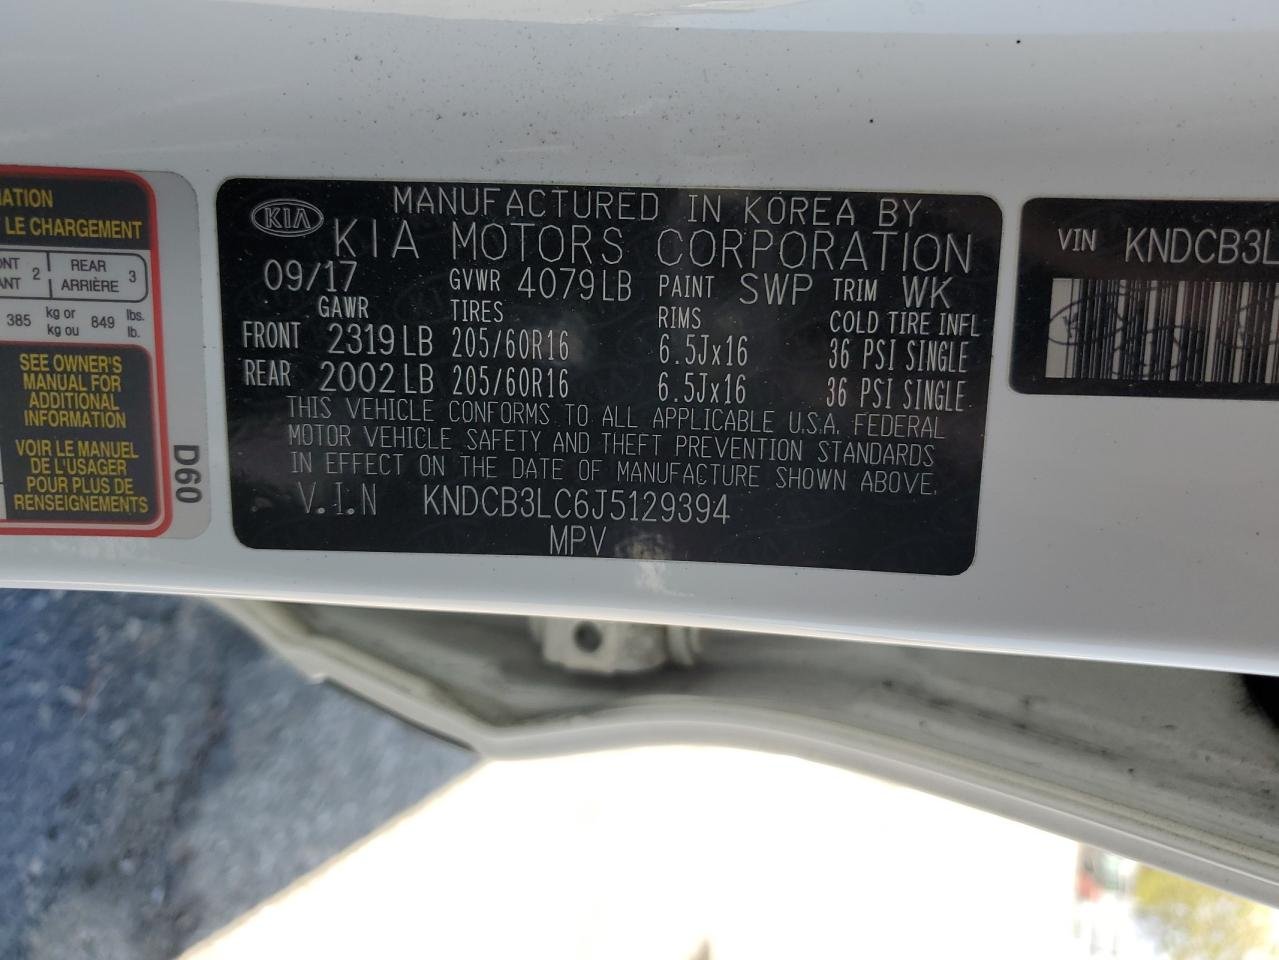 MATION
LE CHARGEMENT
2 REAR 3
ARRIÈRE
385 kg or 849 lbs.
kg ou lb.
SEE OWNER'S
MANUAL FOR
ADDITIONAL
INFORMATION
VOIR LE MANUEL
DE L'USAGER
POUR PLUS DE
RENSEIGNEMENTS
D60
KIA
MANUFACTURED IN KOREA BY
KIA MOTORS CORPORATION
09/17 GVWR 4079LB PAINT SWP TRIM WK
GAWR TIRES RIMS COLD TIRE INFL
FRONT 2319LB 205/60R16 6.5Jx16 36 PSI SINGLE
REAR 2002LB 205/60R16 6.5Jx16 36 PSI SINGLE
THIS VEHICLE CONFORMS TO ALL APPLICABLE U.S.A. FEDERAL
MOTOR VEHICLE SAFETY AND THEFT PREVENTION STANDARDS
IN EFFECT ON THE DATE OF MANUFACTURE SHOWN ABOVE.
V.I.N KNDCB3LC6J5129394
MPV
VIN KNDCB3L